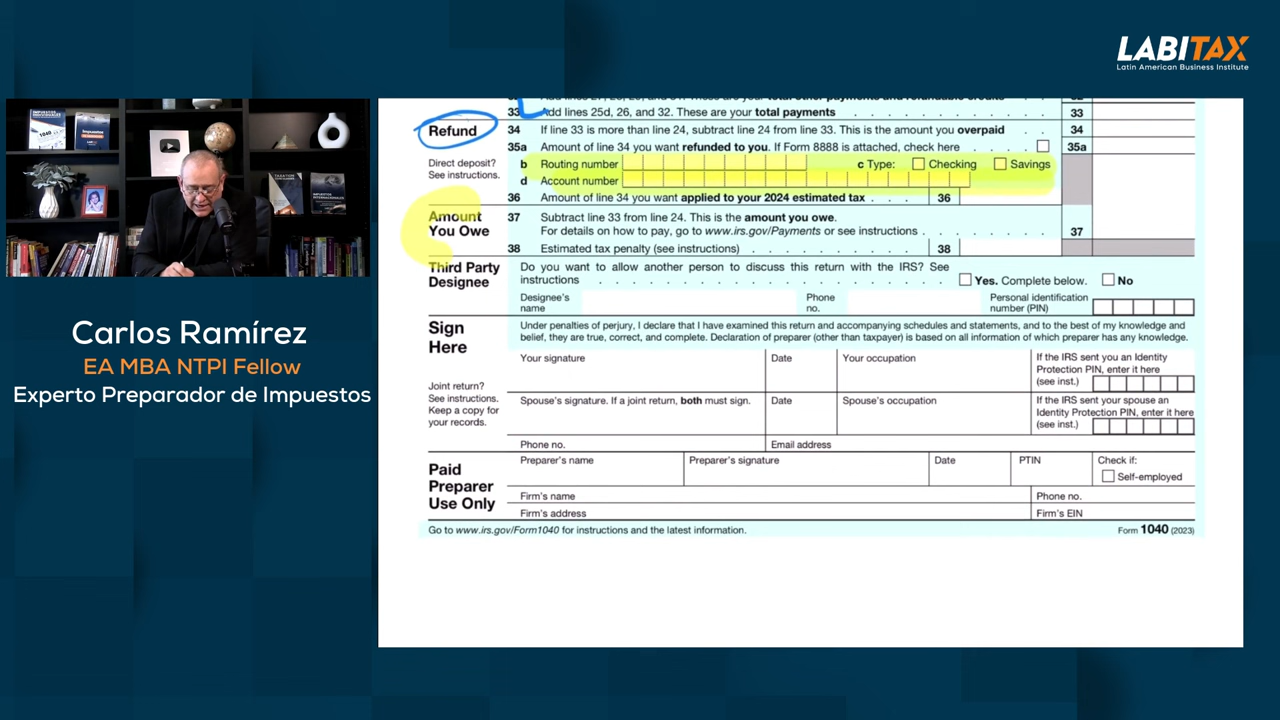 LABITAX
Latin American Business Institute
Carlos Ramírez
EA MBA NTPI Fellow
Experto Preparador de Impuestos
33 Add lines 25d, 26, and 32. These are your total payments 33
Refund
34 If line 33 is more than line 24, subtract line 24 from line 33. This is the amount you overpaid 34
35a Amount of line 34 you want refunded to you. If Form 8888 is attached, check here 35a
Direct deposit?
See instructions.
b Routing number c Type: Checking Savings
d Account number
36 Amount of line 34 you want applied to your 2024 estimated tax 36
Amount
You Owe
37 Subtract line 33 from line 24. This is the amount you owe.
For details on how to pay, go to www.irs.gov/Payments or see instructions 37
38 Estimated tax penalty (see instructions) 38
Third Party
Designee
Do you want to allow another person to discuss this return with the IRS? See
instructions Yes. Complete below. No
Designee's
name
Phone
no.
Personal identification
number (PIN)
Sign
Here
Under penalties of perjury, I declare that I have examined this return and accompanying schedules and statements, and to the best of my knowledge and
belief, they are true, correct, and complete. Declaration of preparer (other than taxpayer) is based on all information of which preparer has any knowledge.
Joint return?
See instructions.
Keep a copy for
your records.
Your signature Date Your occupation
If the IRS sent you an Identity
Protection PIN, enter it here
(see inst.)
Spouse's signature. If a joint return, both must sign. Date Spouse's occupation
If the IRS sent your spouse an
Identity Protection PIN, enter it here
(see inst.)
Phone no. Email address
Paid
Preparer
Use Only
Preparer's name Preparer's signature Date PTIN Check if:
Self-employed
Firm's name Phone no.
Firm's address Firm's EIN
Go to www.irs.gov/Form1040 for instructions and the latest information. Form 1040 (2023)